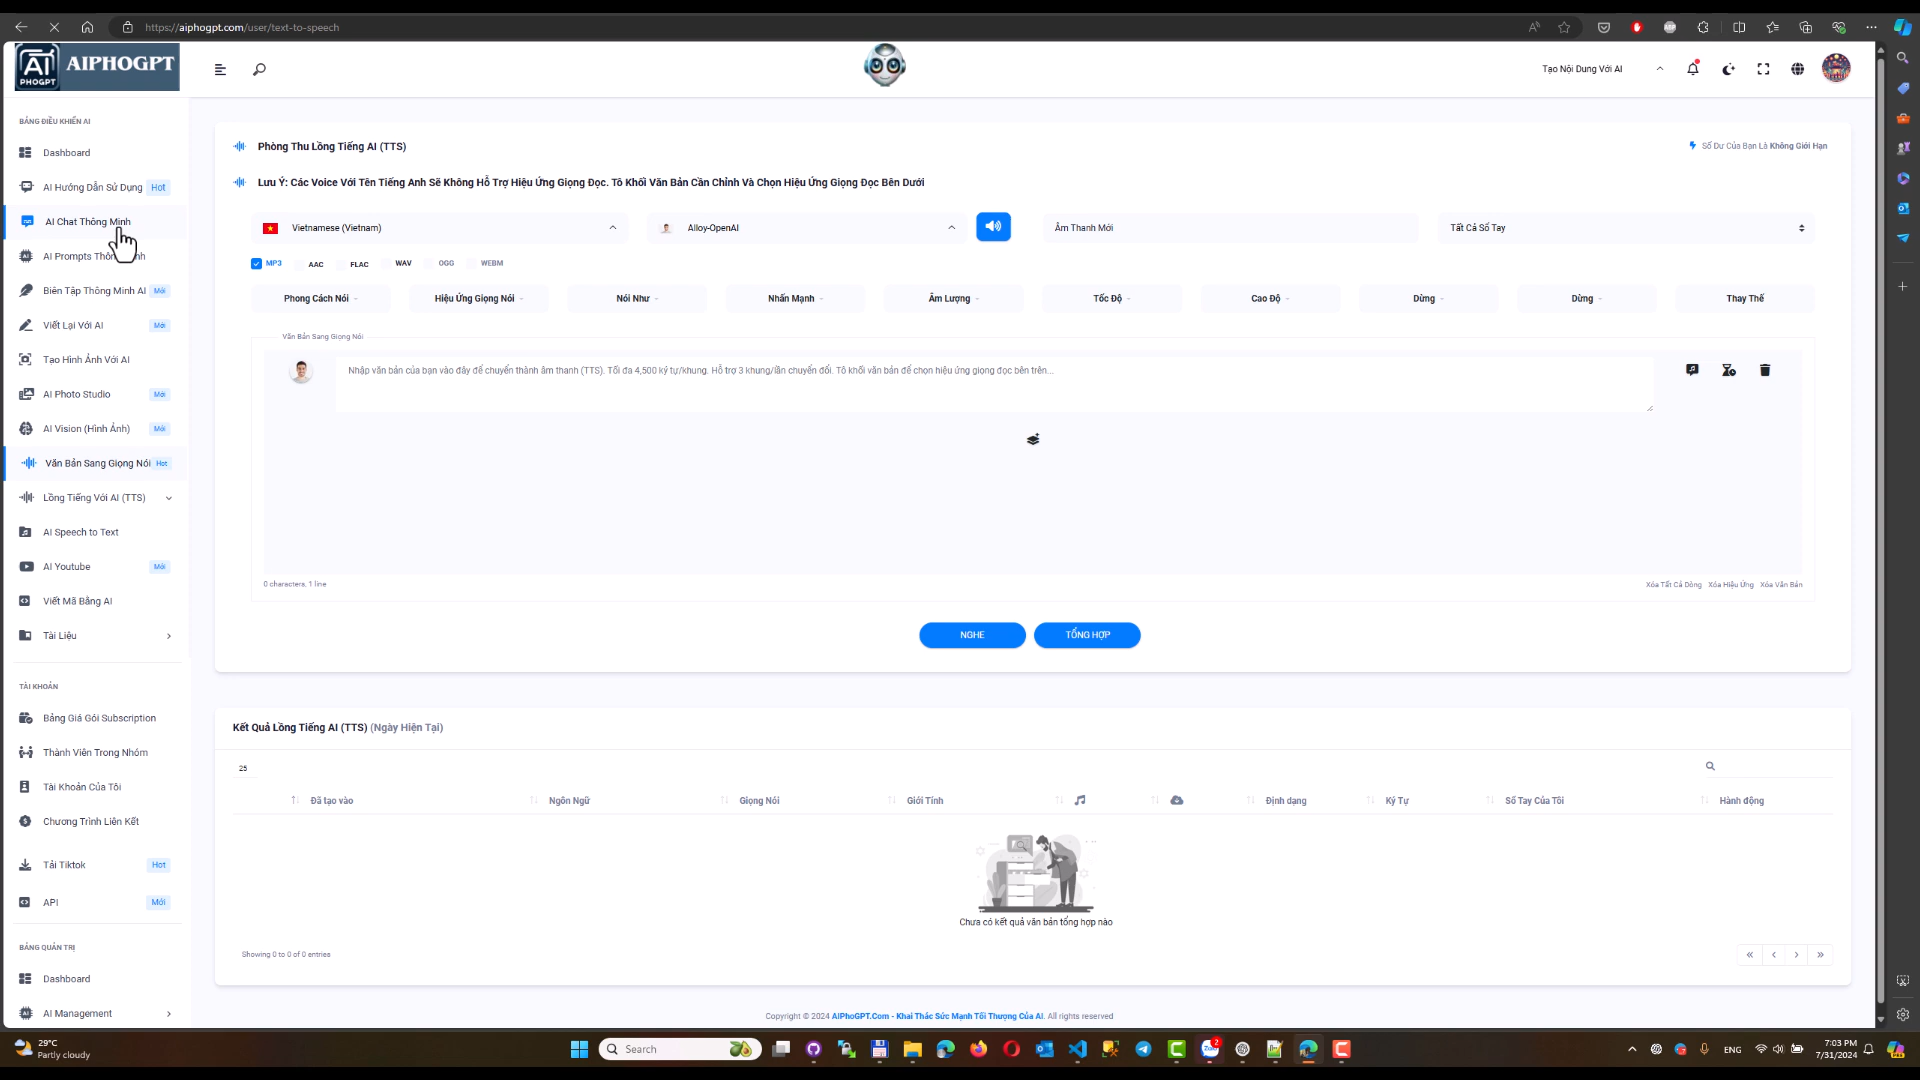 https://aiphogpt.com/user/text-to-speech
AI
PHOGPT
AIPHOGPT
Tạo Nội Dung Với AI
BẢNG ĐIỀU KHIỂN AI
Dashboard
AI Hướng Dẫn Sử Dụng Hot
AI Chat Thông Minh
AI Prompts Thông Minh
Biên Tập Thông Minh AI Mới
Viết Lại Với AI Mới
Tạo Hình Ảnh Với AI
AI Photo Studio Mới
AI Vision (Hình Ảnh) Mới
Văn Bản Sang Giọng Nói Hot
Lồng Tiếng Với AI (TTS)
AI Speech to Text
AI Youtube Mới
Viết Mã Bằng AI
Tài Liệu
TÀI KHOẢN
Bảng Giá Gói Subscription
Thành Viên Trong Nhóm
Tài Khoản Của Tôi
Chương Trình Liên Kết
Tải Tiktok Hot
API Mới
BẢNG QUẢN TRỊ
Dashboard
AI Management
Phòng Thu Lồng Tiếng AI (TTS)
Số Dư Của Bạn Là Không Giới Hạn
Lưu Ý: Các Voice Với Tên Tiếng Anh Sẽ Không Hỗ Trợ Hiệu Ứng Giọng Đọc. Tô Khối Văn Bản Cần Chỉnh Và Chọn Hiệu Ứng Giọng Đọc Bên Dưới
Vietnamese (Vietnam) Alloy-OpenAI Âm Thanh Mới Tất Cả Sổ Tay
MP3 AAC FLAC WAV OGG WEBM
Phong Cách Nói Hiệu Ứng Giọng Nói Nói Như Nhấn Mạnh Âm Lượng Tốc Độ Cao Độ Dừng Dừng Thay Thế
Văn Bản Sang Giọng Nói
Nhập văn bản của bạn vào đây để chuyển thành âm thanh (TTS). Tối đa 4,500 ký tự/khung. Hỗ trợ 3 khung/lần chuyển đổi. Tô khối văn bản để chọn hiệu ứng giọng đọc bên trên...
0 characters, 1 line
Xóa Tất Cả Dòng Xóa Hiệu Ứng Xóa Văn Bản
NGHE TỔNG HỢP
Kết Quả Lồng Tiếng AI (TTS) (Ngày Hiện Tại)
25
Đã tạo vào Ngôn Ngữ Giọng Nói Giới Tính Định dạng Ký Tự Sổ Tay Của Tôi Hành động
Chưa có kết quả văn bản tổng hợp nào
Showing 0 to 0 of 0 entries
« ‹ › »
Copyright © 2024 AIPhoGPT.Com - Khai Thác Sức Mạnh Tối Thượng Của AI. All rights reserved
29°C
Partly cloudy
Search
Zalo
2
ENG
7:03 PM
7/31/2024